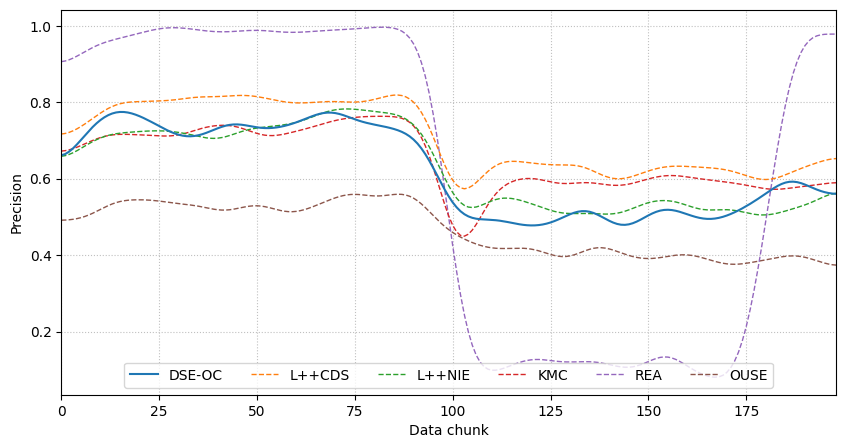 1.0
0.8
0.6
0.4
0.2
Precision
DSE-OC L++CDS L++NIE KMC REA OUSE
0 25 50 75 100 125 150 175
Data chunk